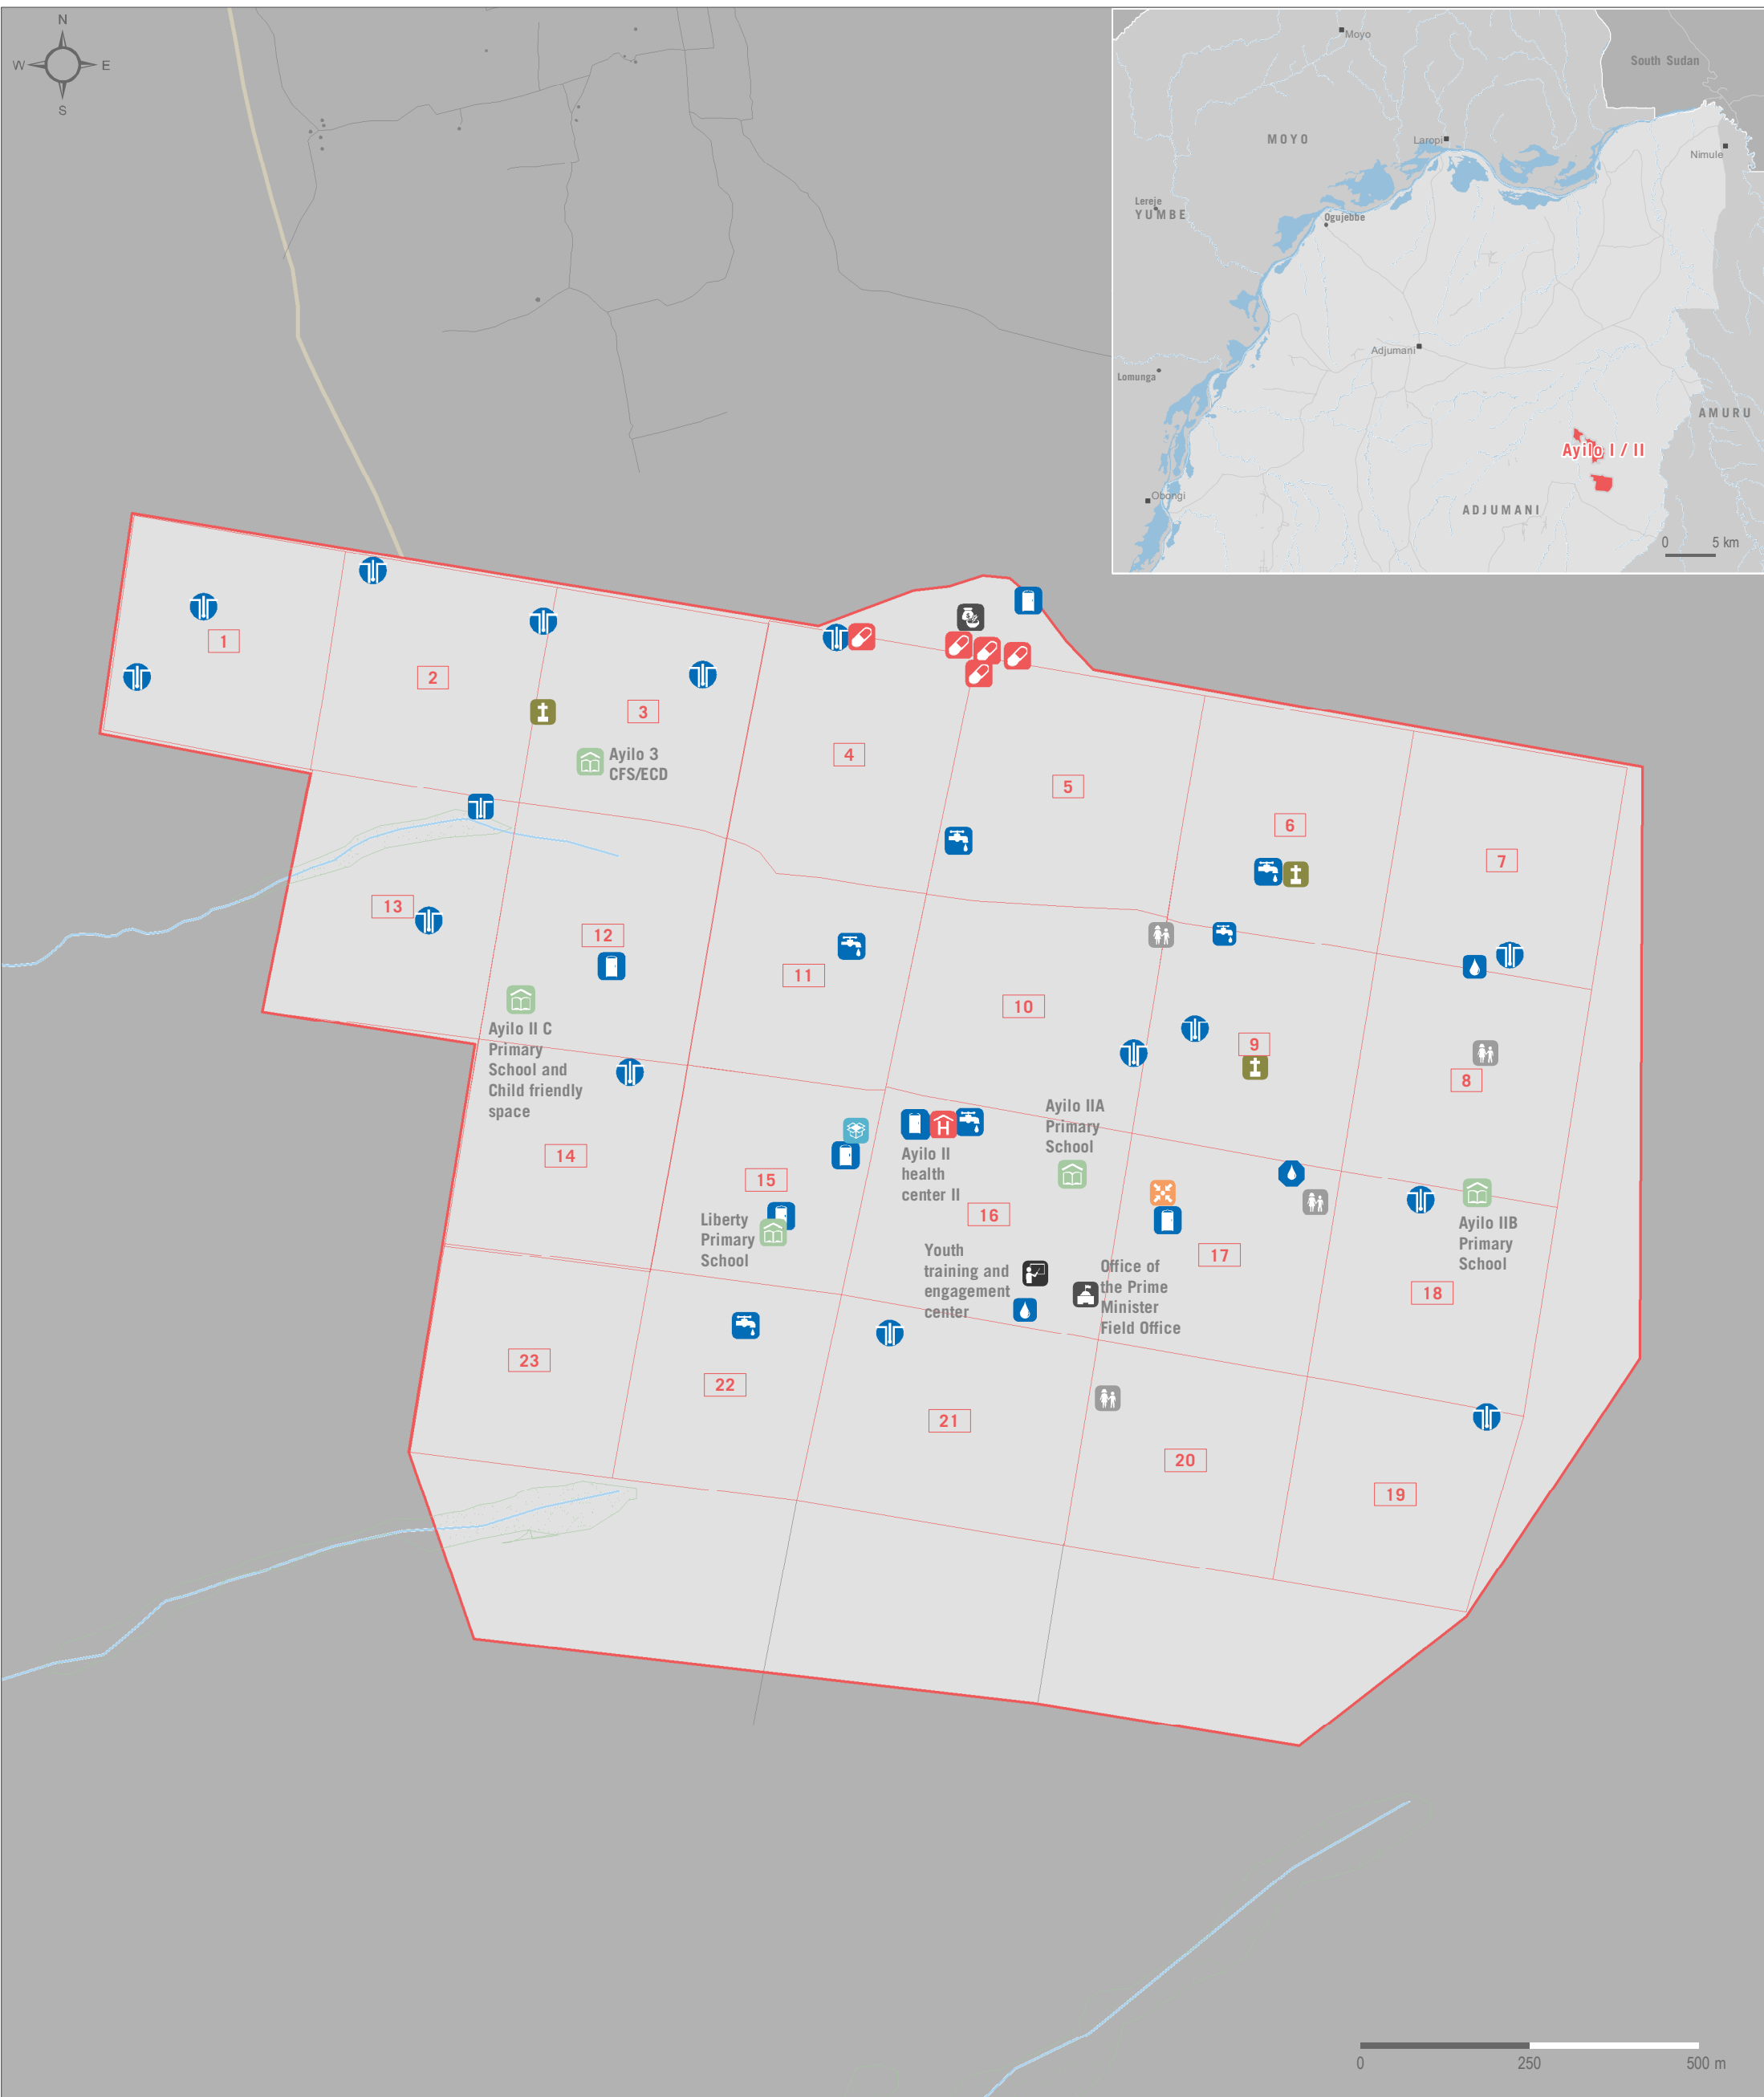 N
W
E
S
Moyo
South Sudan
MOYO
Laropi
Nimule
Lereje
YUMBE
Ogujebbe
Adjumani
Lomunga
AMURU
Ayilo I / II
Obongi
ADJUMANI
0
5 km
1
2
3
Ayilo 3
CFS/ECD
4
5
6
7
13
12
11
10
9
8
Ayilo II C
Primary
School and
Child friendly
space
14
15
Liberty
Primary
School
H
Ayilo II
health
center II
Ayilo IIA
Primary
School
16
Youth
training and
engagement
center
Office of
the Prime
Minister
Field Office
17
Ayilo IIB
Primary
School
18
23
22
21
20
19
0
250
500 m